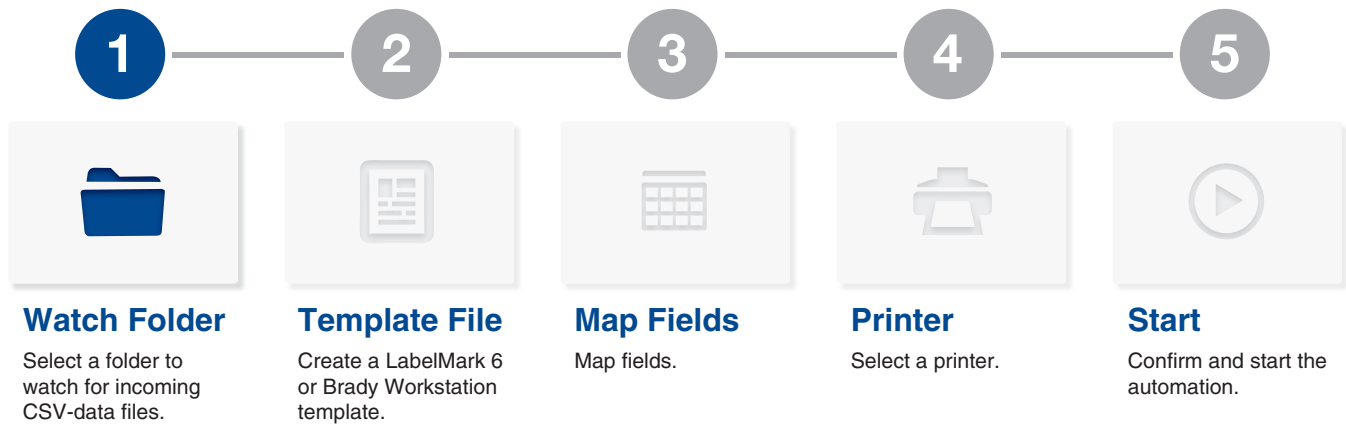 1
2
3
4
5
Watch Folder
Select a folder to
watch for incoming
CSV-data files.
Template File
Create a LabelMark 6
or Brady Workstation
template.
Map Fields
Map fields.
Printer
Select a printer.
Start
Confirm and start the
automation.